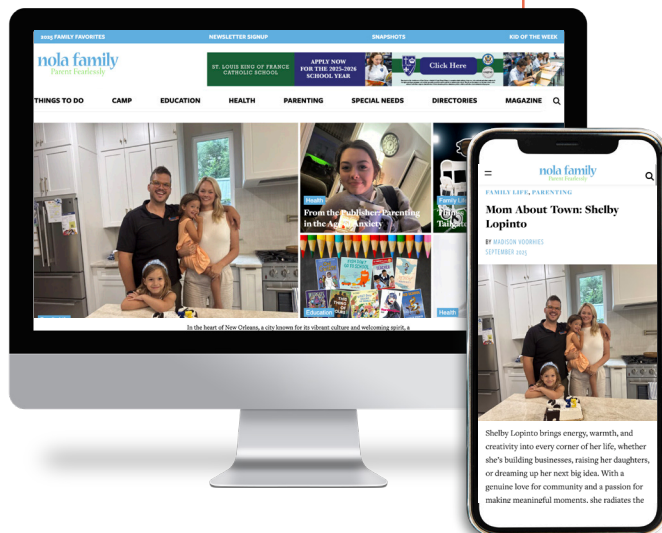 2025 FAMILY FAVORITES NEWSLETTER SIGNUP SNAPSHOTS KID OF THE WEEK
nola family
Parent Fearlessly
ST. LOUIS KING OF FRANCE
CATHOLIC SCHOOL
APPLY NOW
FOR THE 2025-2026
SCHOOL YEAR
Click Here
THINGS TO DO CAMP EDUCATION HEALTH PARENTING SPECIAL NEEDS DIRECTORIES MAGAZINE
Health
From the Publisher: Parenting
in the Age of Anxiety
Family Life
Things
Tailgate
Education
Health
In the heart of New Orleans, a city known for its vibrant culture and welcoming spirit, a
nola family
Parent Fearlessly
FAMILY LIFE, PARENTING
Mom About Town: Shelby
Lopinto
BY MADISON VOORHIES
SEPTEMBER 2025
Shelby Lopinto brings energy, warmth, and
creativity into every corner of her life, whether
she's building businesses, raising her daughters,
or dreaming up her next big idea. With a
genuine love for community and a passion for
making meaningful moments, she radiates the